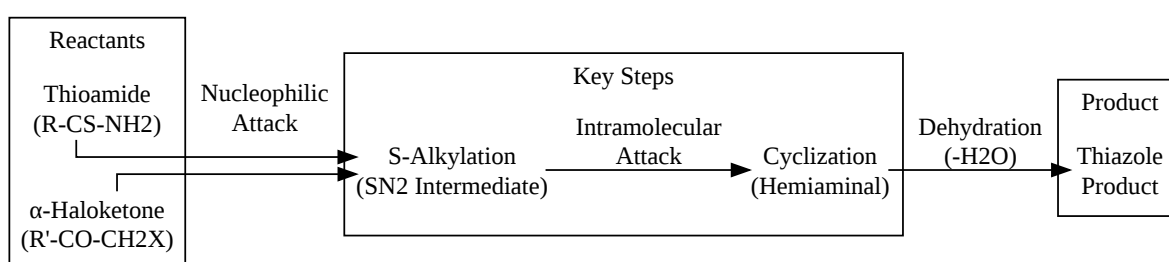 Reactants
Thioamide
(R-CS-NH2)
α-Haloketone
(R'-CO-CH2X)
Nucleophilic
Attack
Key Steps
S-Alkylation
(SN2 Intermediate)
Intramolecular
Attack
Cyclization
(Hemiaminal)
Dehydration
(-H2O)
Product
Thiazole
Product